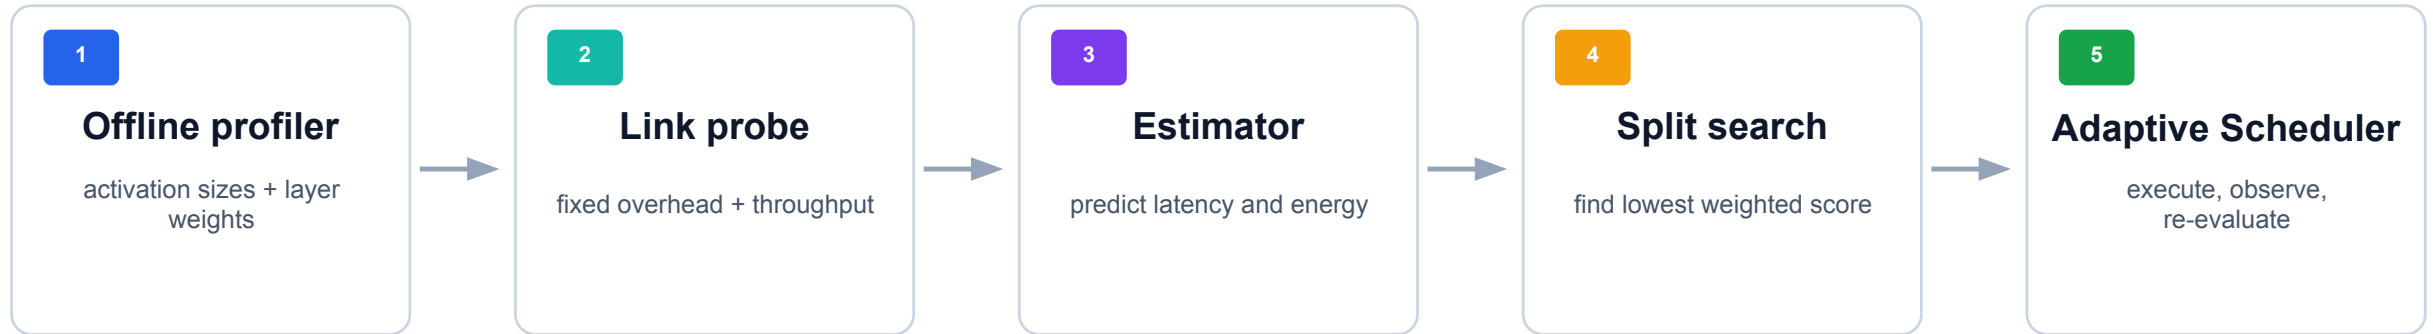 1
Offline profiler
activation sizes + layer
weights
2
Link probe
fixed overhead + throughput
3
Estimator
predict latency and energy
4
Split search
find lowest weighted score
5
Adaptive Scheduler
execute, observe,
re-evaluate